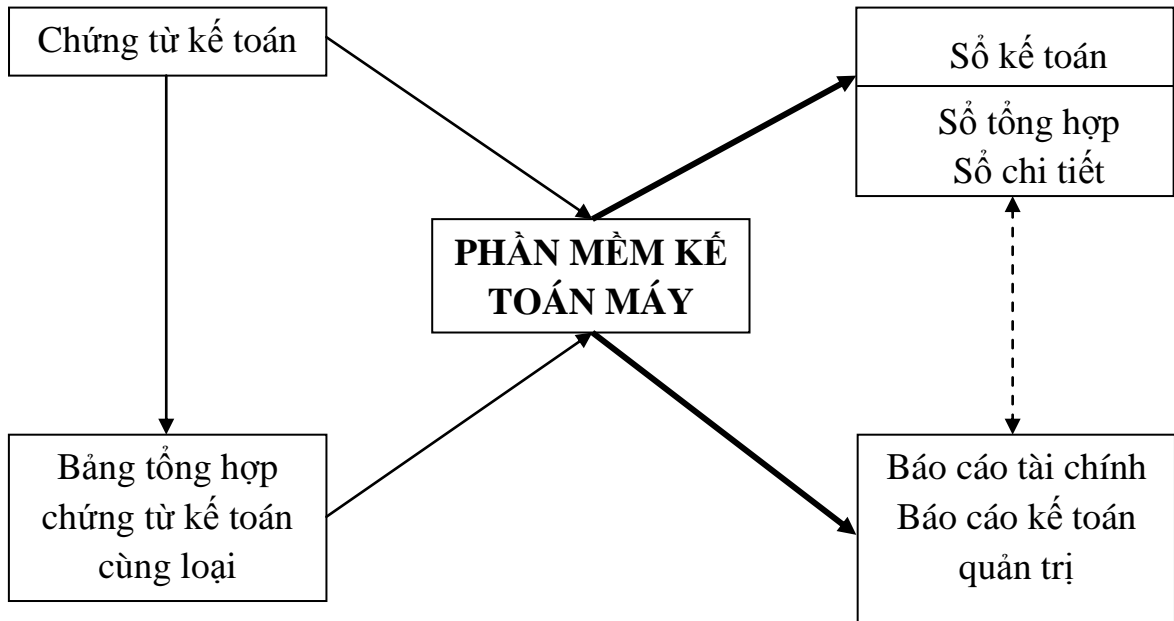 Chứng từ kế toán
Sổ kế toán
Sổ tổng hợp
Sổ chi tiết
PHẦN MỀM KẾ
TOÁN MÁY
Bảng tổng hợp
chứng từ kế toán
cùng loại
Báo cáo tài chính
Báo cáo kế toán
quản trị